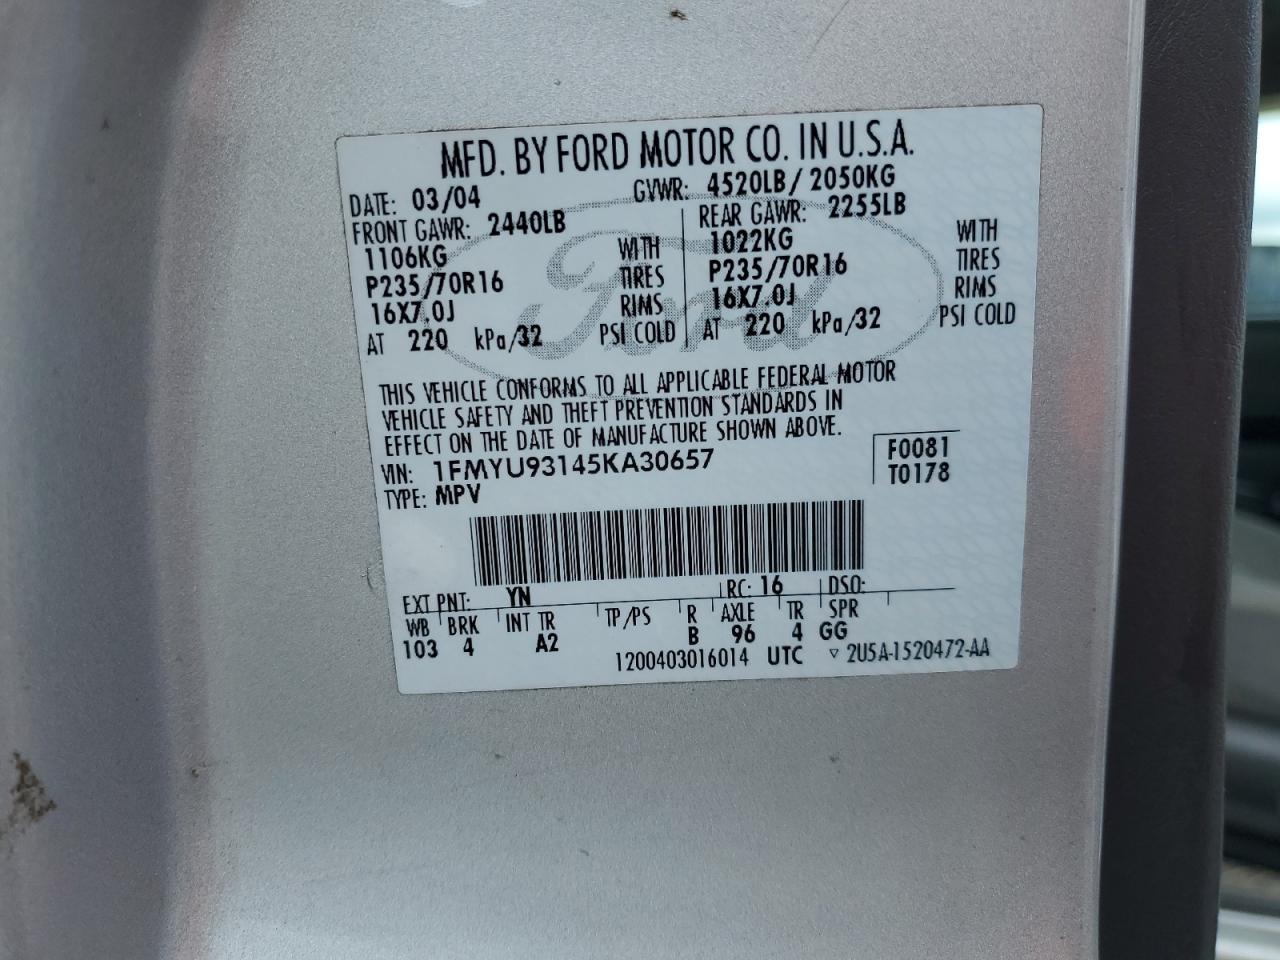 MFD. BY FORD MOTOR CO. IN U.S.A.
DATE: 03/04 GVWR: 4520LB/ 2050KG
FRONT GAWR: 2440LB REAR GAWR: 2255LB
1106KG WITH 1022KG WITH
P235/70R16 TIRES P235/70R16 TIRES
16X7.0J RIMS 16X7.0J RIMS
AT 220 kPa/32 PSI COLD AT 220 kPa/32 PSI COLD
Ford
THIS VEHICLE CONFORMS TO ALL APPLICABLE FEDERAL MOTOR
VEHICLE SAFETY AND THEFT PREVENTION STANDARDS IN
EFFECT ON THE DATE OF MANUFACTURE SHOWN ABOVE.
VIN: 1FMYU93145KA30657 F0081
TYPE: MPV T0178
EXT PNT: YN RC: 16 DSO:
WB BRK INT TR TP/PS R AXLE TR SPR
103 4 A2 B 96 4 GG
1200403016014 UTC ▽ 2U5A-1520472-AA